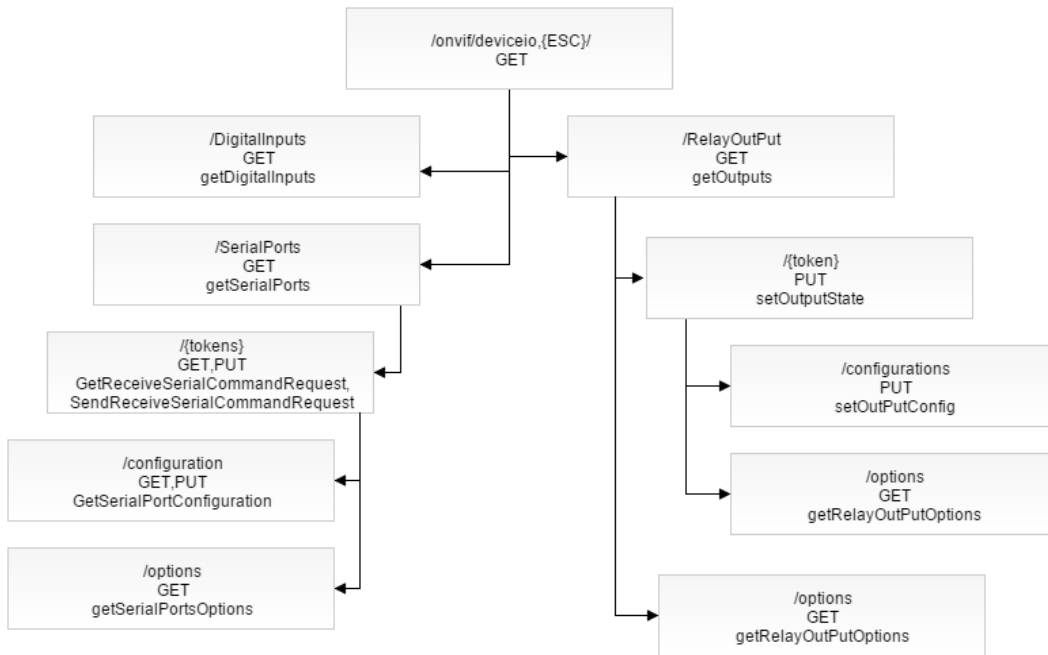 /onvif/deviceio,{ESC}/
GET
/DigitalInputs
GET
getDigitalInputs
/RelayOutPut
GET
getOutputs
/SerialPorts
GET
getSerialPorts
/{token}
PUT
setOutputState
/{tokens}
GET,PUT
GetReceiveSerialCommandRequest,
SendReceiveSerialCommandRequest
/configurations
PUT
setOutPutConfig
/configuration
GET,PUT
GetSerialPortConfiguration
/options
GET
getRelayOutPutOptions
/options
GET
getSerialPortsOptions
/options
GET
getRelayOutPutOptions